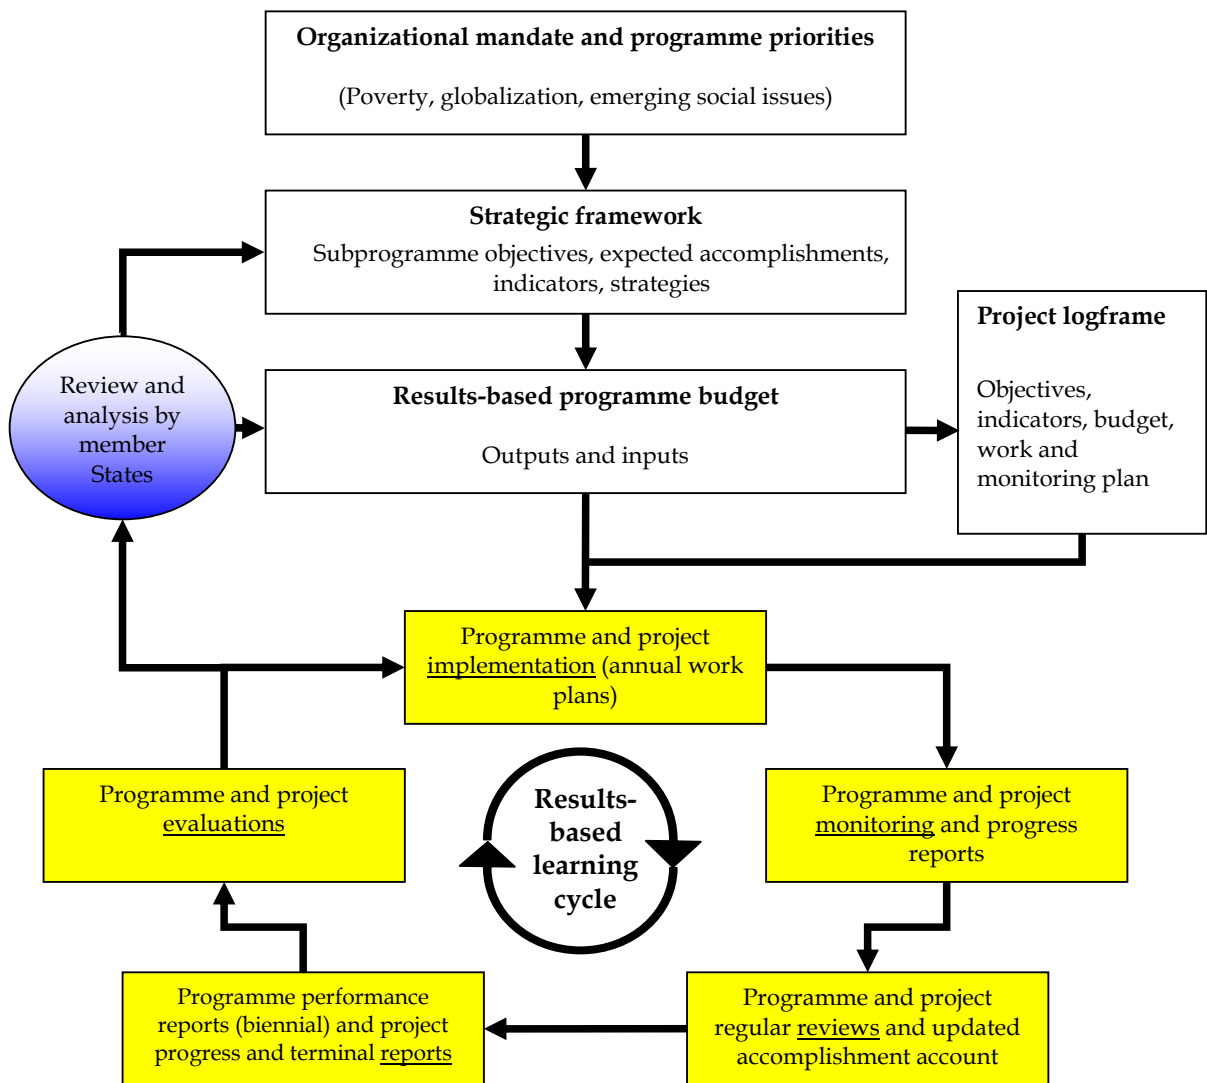 Organizational mandate and programme priorities
(Poverty, globalization, emerging social issues)
Strategic framework
Subprogramme objectives, expected accomplishments,
indicators, strategies
Project logframe
Objectives,
indicators, budget,
work and
monitoring plan
Review and
analysis by
member
States
Results-based programme budget
Outputs and inputs
Programme and project
implementation (annual work
plans)
Programme and project
evaluations
Results-
based
learning
cycle
Programme and project
monitoring and progress
reports
Programme performance
reports (biennial) and project
progress and terminal reports
Programme and project
regular reviews and updated
accomplishment account